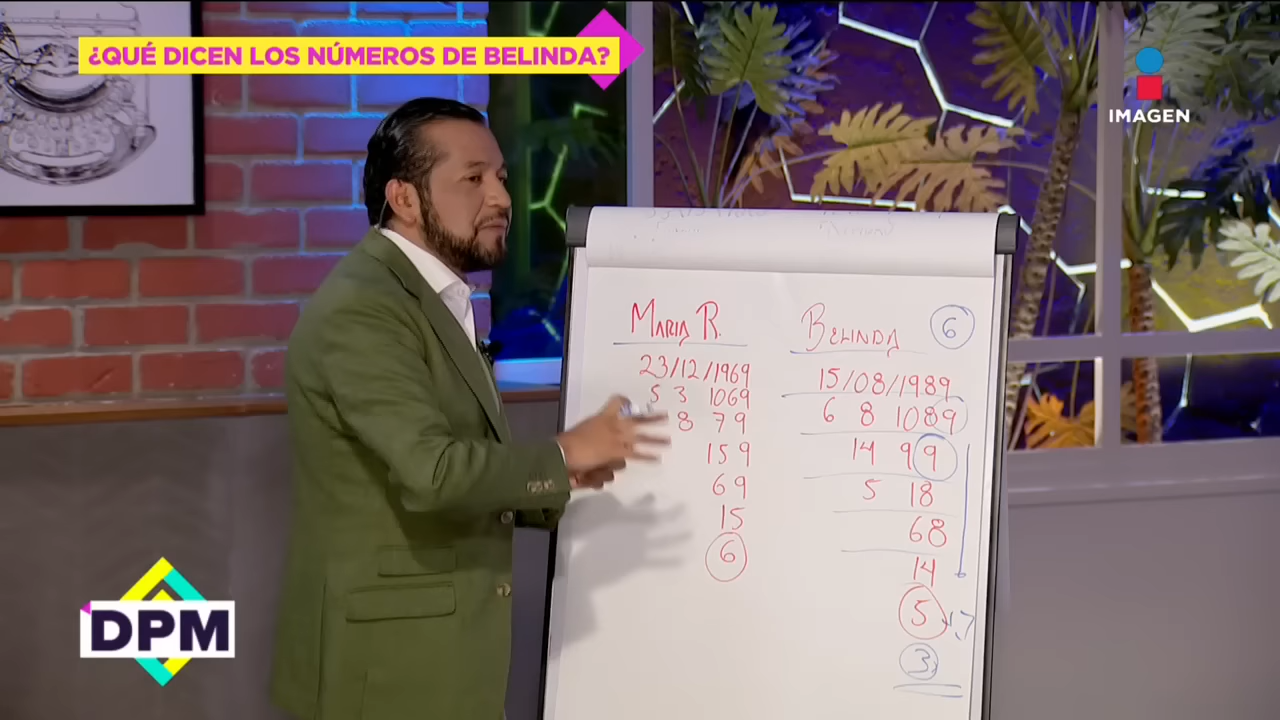 ¿QUÉ DICEN LOS NÚMEROS DE BELINDA?
IMAGEN
MARIA R.
23/12/1969
5 3 1069
8 79
159
69
15
6
BELINDA 6
15/08/1989
6 8 1089
14 9 9
5 18
68
14
5
3
DPM